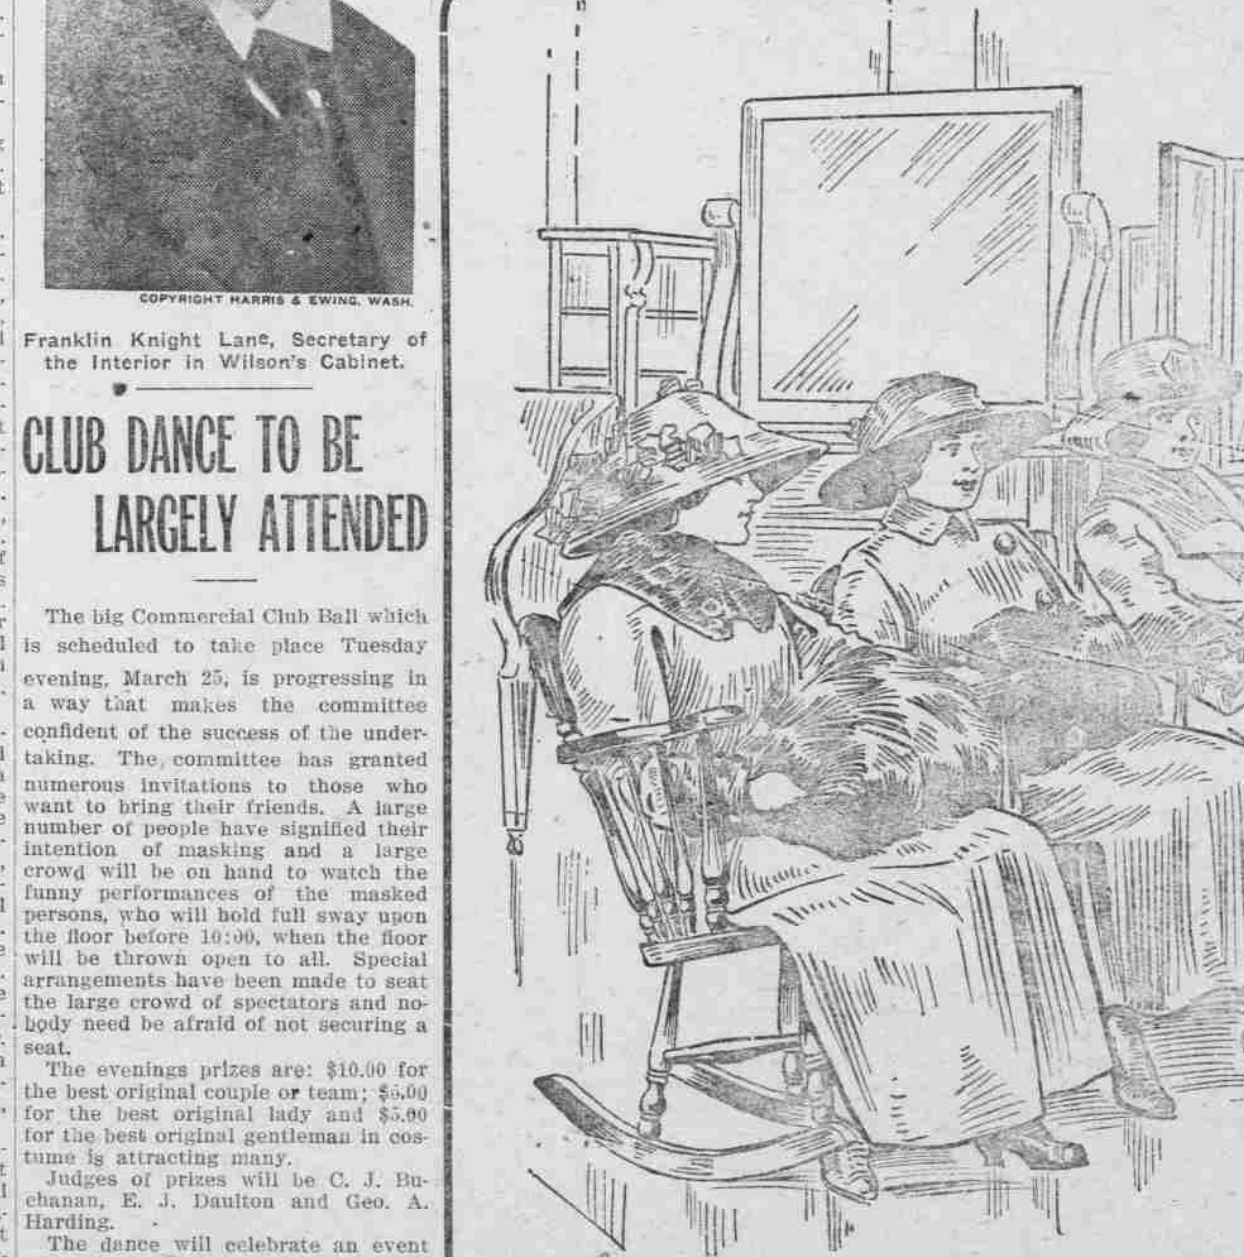 COPYRIGHT HARRIS & EWING, WASH.
Franklin Knight Lane, Secretary of
the Interior in Wilson's Cabinet.
CLUB DANCE TO BE
LARGELY ATTENDED
The big Commercial Club Ball which
is scheduled to take place Tuesday
evening, March 25, is progressing in
a way that makes the committee
confident of the success of the under-
taking. The committee has granted
numerous invitations to those who
want to bring their friends. A large
number of people have signified their
intention of masking and a large
crowd will be on hand to watch the
funny performances of the masked
persons, who will hold full sway upon
the floor before 10:00, when the floor
will be thrown open to all. Special
arrangements have been made to seat
the large crowd of spectators and no-
body need be afraid of not securing a
seat.
The evenings prizes are: $10.00 for
the best original couple or team; $5.00
for the best original lady and $5.00
for the best original gentleman in cos-
tume is attracting many.
Judges of prizes will be C. J. Bu-
chanan, E. J. Daulton and Geo. A.
Harding.
The dance will celebrate an event